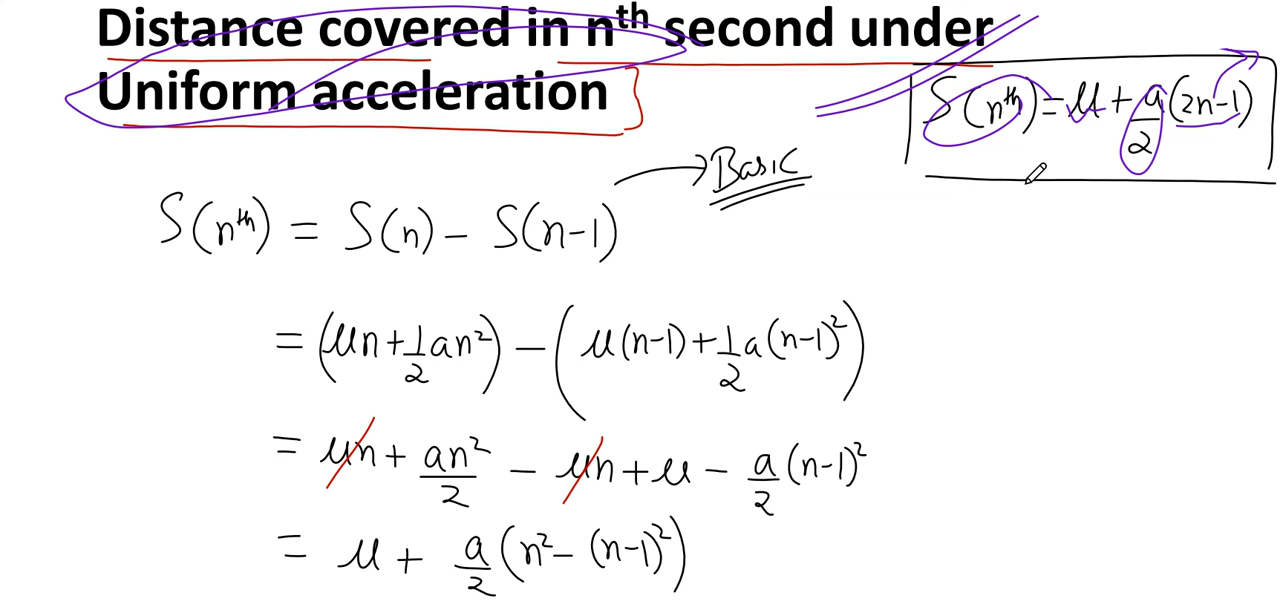 Distance covered in nᵗʰ second under
Uniform acceleration
S(nᵗʰ) = u + a/2 (2n-1)
Basic
S(nᵗʰ) = S(n) - S(n-1)
= (un + 1/2 an²) - (u(n-1) + 1/2 a(n-1)²)
= un + an²/2 - un + u - a/2 (n-1)²
= u + a/2 (n² - (n-1)²)